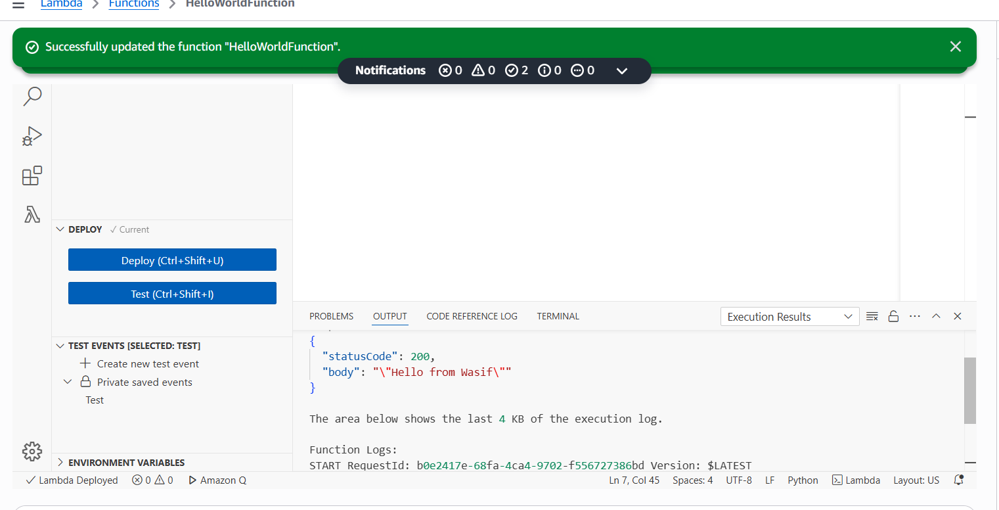 Lambda > Functions > HelloWorldFunction
Successfully updated the function "HelloWorldFunction".
Notifications 0 0 2 0 0
DEPLOY ✓ Current
Deploy (Ctrl+Shift+U)
Test (Ctrl+Shift+I)
TEST EVENTS [SELECTED: TEST]
+ Create new test event
Private saved events
Test
ENVIRONMENT VARIABLES
PROBLEMS OUTPUT CODE REFERENCE LOG TERMINAL Execution Results
{
"statusCode": 200,
"body": "\"Hello from Wasif\""
}
The area below shows the last 4 KB of the execution log.
Function Logs:
START RequestId: b0e2417e-68fa-4ca4-9702-f556727386bd Version: $LATEST
Lambda Deployed 0 0 Amazon Q Ln 7, Col 45 Spaces: 4 UTF-8 LF Python Lambda Layout: US